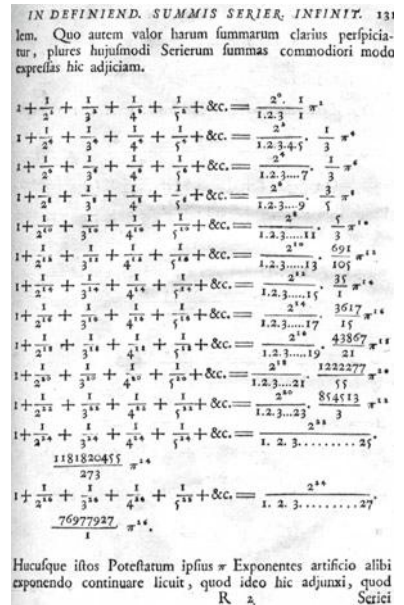 IN DEFINIEND. SUMMIS SERIER. INFINIT. 131
lem. Quo autem valor harum ſummarum clarius perſpicia-
tur, plures hujuſmodi Serierum ſummas commodiori modo
expreſſas hic adjiciam.
1 + 1/2² + 1/3² + 1/4² + 1/5² + &c. = 2⁰/1.2.3 . 1/1 π²
1 + 1/2⁴ + 1/3⁴ + 1/4⁴ + 1/5⁴ + &c. = 2²/1.2.3.4.5 . 1/3 π⁴
1 + 1/2⁶ + 1/3⁶ + 1/4⁶ + 1/5⁶ + &c. = 2⁴/1.2.3....7 . 1/3 π⁶
1 + 1/2⁸ + 1/3⁸ + 1/4⁸ + 1/5⁸ + &c. = 2⁶/1.2.3....9 . 3/5 π⁸
1 + 1/2¹⁰ + 1/3¹⁰ + 1/4¹⁰ + 1/5¹⁰ + &c. = 2⁸/1.2.3.....11 . 5/3 π¹⁰
1 + 1/2¹² + 1/3¹² + 1/4¹² + 1/5¹² + &c. = 2¹⁰/1.2.3.....13 . 691/105 π¹²
1 + 1/2¹⁴ + 1/3¹⁴ + 1/4¹⁴ + 1/5¹⁴ + &c. = 2¹²/1.2.3.....15 . 35/1 π¹⁴
1 + 1/2¹⁶ + 1/3¹⁶ + 1/4¹⁶ + 1/5¹⁶ + &c. = 2¹⁴/1.2.3.....17 . 3617/15 π¹⁶
1 + 1/2¹⁸ + 1/3¹⁸ + 1/4¹⁸ + 1/5¹⁸ + &c. = 2¹⁶/1.2.3.....19 . 43867/21 π¹⁸
1 + 1/2²⁰ + 1/3²⁰ + 1/4²⁰ + 1/5²⁰ + &c. = 2¹⁸/1.2.3....21 . 1222277/55 π²⁰
1 + 1/2²² + 1/3²² + 1/4²² + 1/5²² + &c. = 2²⁰/1.2.3....23 . 854513/3 π²²
1 + 1/2²⁴ + 1/3²⁴ + 1/4²⁴ + 1/5²⁴ + &c. = 2²²/1. 2. 3.........25 .
1181820455/273 π²⁴
1 + 1/2²⁶ + 1/3²⁶ + 1/4²⁶ + 1/5²⁶ + &c. = 2²⁴/1. 2. 3.........27 .
76977927/1 π²⁶.
Hucuſque iſtos Poteſtatum ipſius π Exponentes artificio alibi
exponendo continuare licuit, quod ideo hic adjunxi, quod
R 2 Seriei